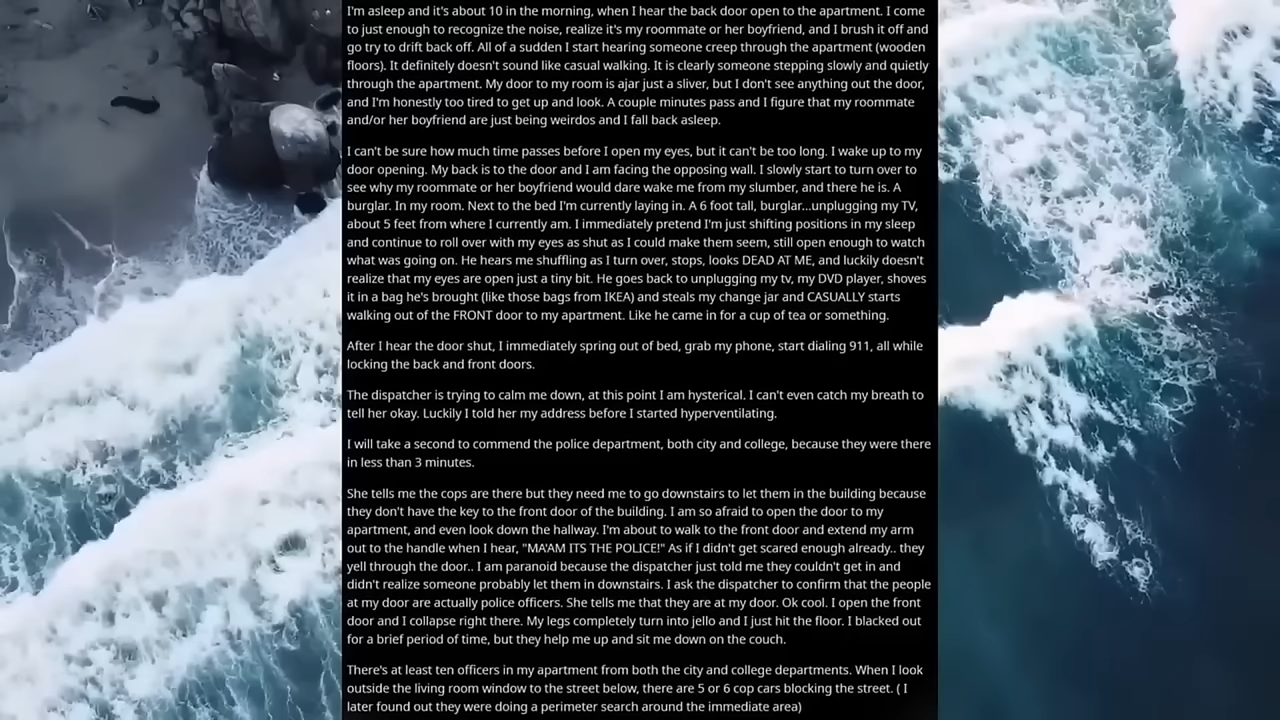 I'm asleep and it's about 10 in the morning, when I hear the back door open to the apartment. I come
to just enough to recognize the noise, realize it's my roommate or her boyfriend, and I brush it off and
go try to drift back off. All of a sudden I start hearing someone creep through the apartment (wooden
floors). It definitely doesn't sound like casual walking. It is clearly someone stepping slowly and quietly
through the apartment. My door to my room is ajar just a sliver, but I don't see anything out the door,
and I'm honestly too tired to get up and look. A couple minutes pass and I figure that my roommate
and/or her boyfriend are just being weirdos and I fall back asleep.
I can't be sure how much time passes before I open my eyes, but it can't be too long. I wake up to my
door opening. My back is to the door and I am facing the opposing wall. I slowly start to turn over to
see why my roommate or her boyfriend would dare wake me from my slumber, and there he is. A
burglar. In my room. Next to the bed I'm currently laying in. A 6 foot tall, burglar...unplugging my TV,
about 5 feet from where I currently am. I immediately pretend I'm just shifting positions in my sleep
and continue to roll over with my eyes as shut as I could make them seem, still open enough to watch
what was going on. He hears me shuffling as I turn over, stops, looks DEAD AT ME, and luckily doesn't
realize that my eyes are open just a tiny bit. He goes back to unplugging my tv, my DVD player, shoves
it in a bag he's brought (like those bags from IKEA) and steals my change jar and CASUALLY starts
walking out of the FRONT door to my apartment. Like he came in for a cup of tea or something.
After I hear the door shut, I immediately spring out of bed, grab my phone, start dialing 911, all while
locking the back and front doors.
The dispatcher is trying to calm me down, at this point I am hysterical. I can't even catch my breath to
tell her okay. Luckily I told her my address before I started hyperventilating.
I will take a second to commend the police department, both city and college, because they were there
in less than 3 minutes.
She tells me the cops are there but they need me to go downstairs to let them in the building because
they don't have the key to the front door of the building. I am so afraid to open the door to my
apartment, and even look down the hallway. I'm about to walk to the front door and extend my arm
out to the handle when I hear, "MA'AM ITS THE POLICE!" As if I didn't get scared enough already.. they
yell through the door.. I am paranoid because the dispatcher just told me they couldn't get in and
didn't realize someone probably let them in downstairs. I ask the dispatcher to confirm that the people
at my door are actually police officers. She tells me that they are at my door. Ok cool. I open the front
door and I collapse right there. My legs completely turn into jello and I just hit the floor. I blacked out
for a brief period of time, but they help me up and sit me down on the couch.
There's at least ten officers in my apartment from both the city and college departments. When I look
outside the living room window to the street below, there are 5 or 6 cop cars blocking the street. ( I
later found out they were doing a perimeter search around the immediate area)